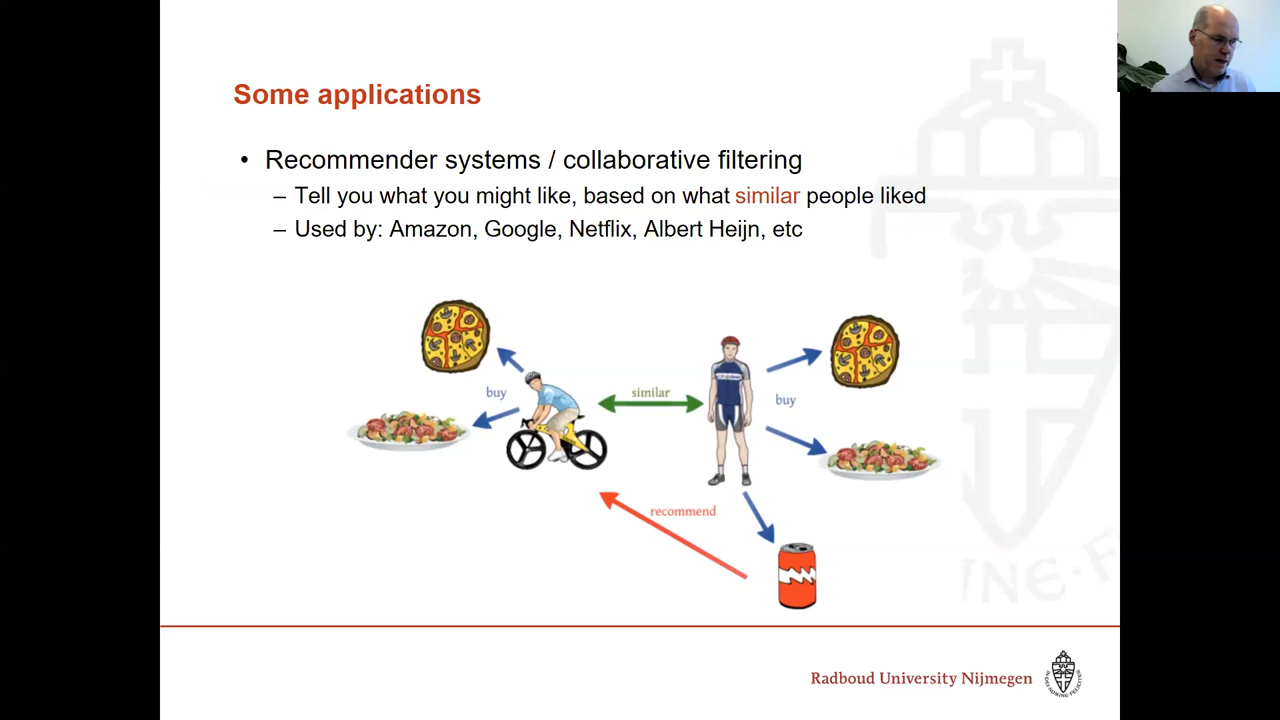 Some applications
• Recommender systems / collaborative filtering
– Tell you what you might like, based on what similar people liked
– Used by: Amazon, Google, Netflix, Albert Heijn, etc
buy
similar
buy
recommend
Radboud University Nijmegen